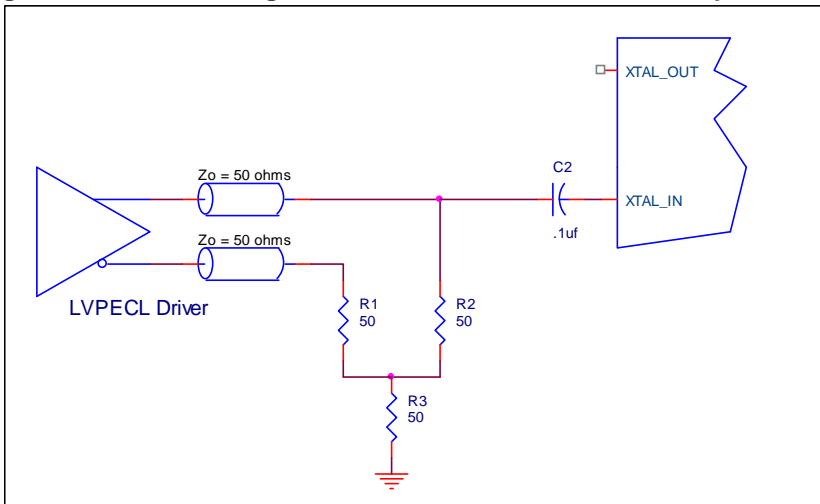 XTAL_OUT
C2
Zo = 50 ohms
XTAL_IN
.1uf
Zo = 50 ohms
LVPECL Driver
R1
50
R2
50
R3
50